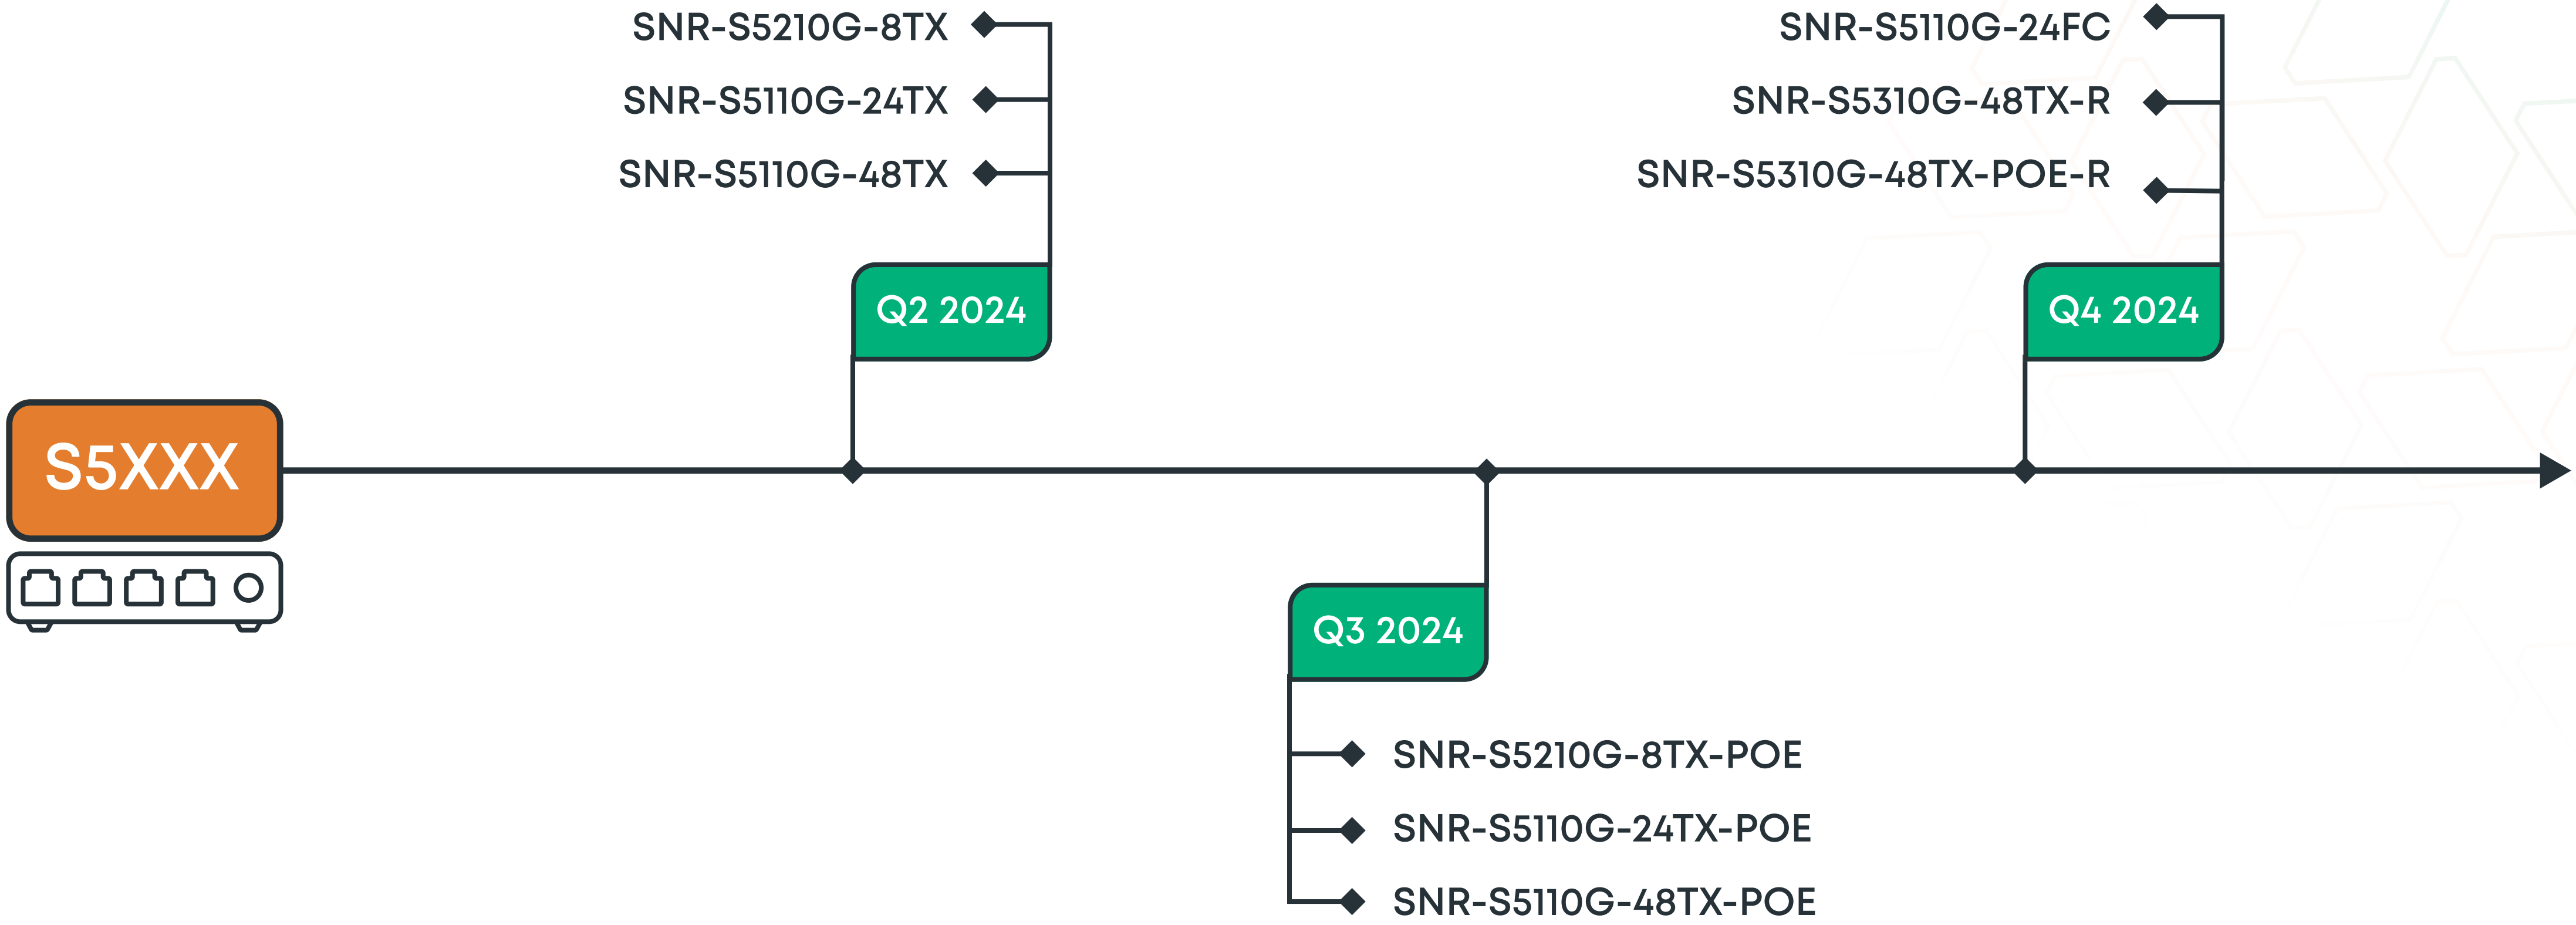 SNR-S5210G-8TX
SNR-S5110G-24TX
SNR-S5110G-48TX
Q2 2024
SNR-S5110G-24FC
SNR-S5310G-48TX-R
SNR-S5310G-48TX-POE-R
Q4 2024
S5XXX
Q3 2024
SNR-S5210G-8TX-POE
SNR-S5110G-24TX-POE
SNR-S5110G-48TX-POE